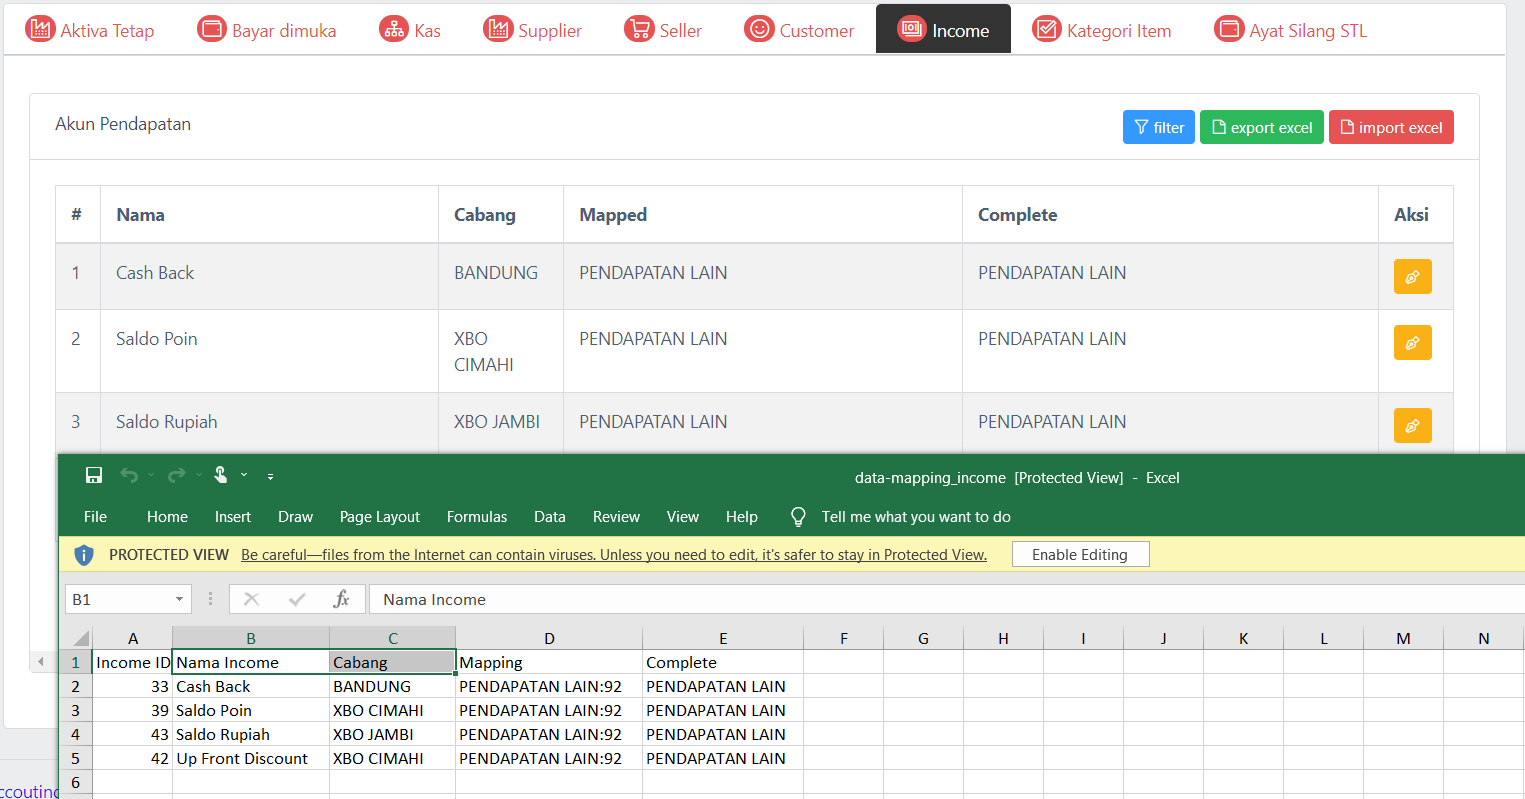 Aktiva Tetap Bayar dimuka Kas Supplier Seller Customer Income Kategori Item Ayat Silang STL
Akun Pendapatan filter export excel import excel
# Nama Cabang Mapped Complete Aksi
1 Cash Back BANDUNG PENDAPATAN LAIN PENDAPATAN LAIN
2 Saldo Poin XBO PENDAPATAN LAIN PENDAPATAN LAIN
CIMAHI
3 Saldo Rupiah XBO JAMBI PENDAPATAN LAIN PENDAPATAN LAIN
data-mapping_income [Protected View] - Excel
File Home Insert Draw Page Layout Formulas Data Review View Help Tell me what you want to do
PROTECTED VIEW Be careful—files from the Internet can contain viruses. Unless you need to edit, it's safer to stay in Protected View. Enable Editing
B1 fx Nama Income
A B C D E F G H I J K L M N
1 Income ID Nama Income Cabang Mapping Complete
2 33 Cash Back BANDUNG PENDAPATAN LAIN:92 PENDAPATAN LAIN
3 39 Saldo Poin XBO CIMAHI PENDAPATAN LAIN:92 PENDAPATAN LAIN
4 43 Saldo Rupiah XBO JAMBI PENDAPATAN LAIN:92 PENDAPATAN LAIN
5 42 Up Front Discount XBO CIMAHI PENDAPATAN LAIN:92 PENDAPATAN LAIN
6